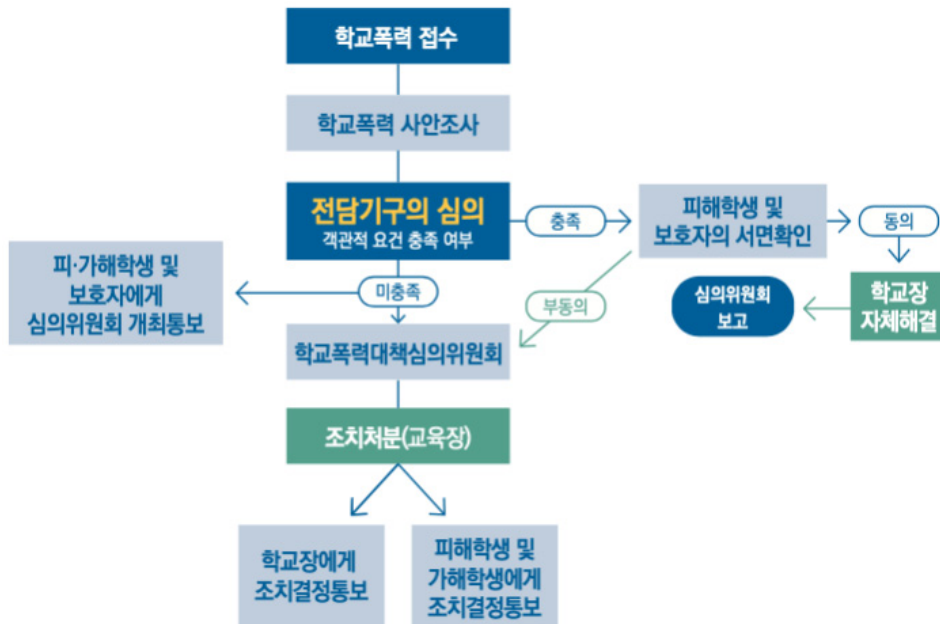 학교폭력 접수
학교폭력 사안조사
전담기구의 심의
객관적 요건 충족 여부
충족
피해학생 및
보호자의 서면확인
동의
학교장
자체해결
심의위원회
보고
부동의
미충족
피·가해학생 및
보호자에게
심의위원회 개최통보
학교폭력대책심의위원회
조치처분(교육장)
학교장에게
조치결정통보
피해학생 및
가해학생에게
조치결정통보